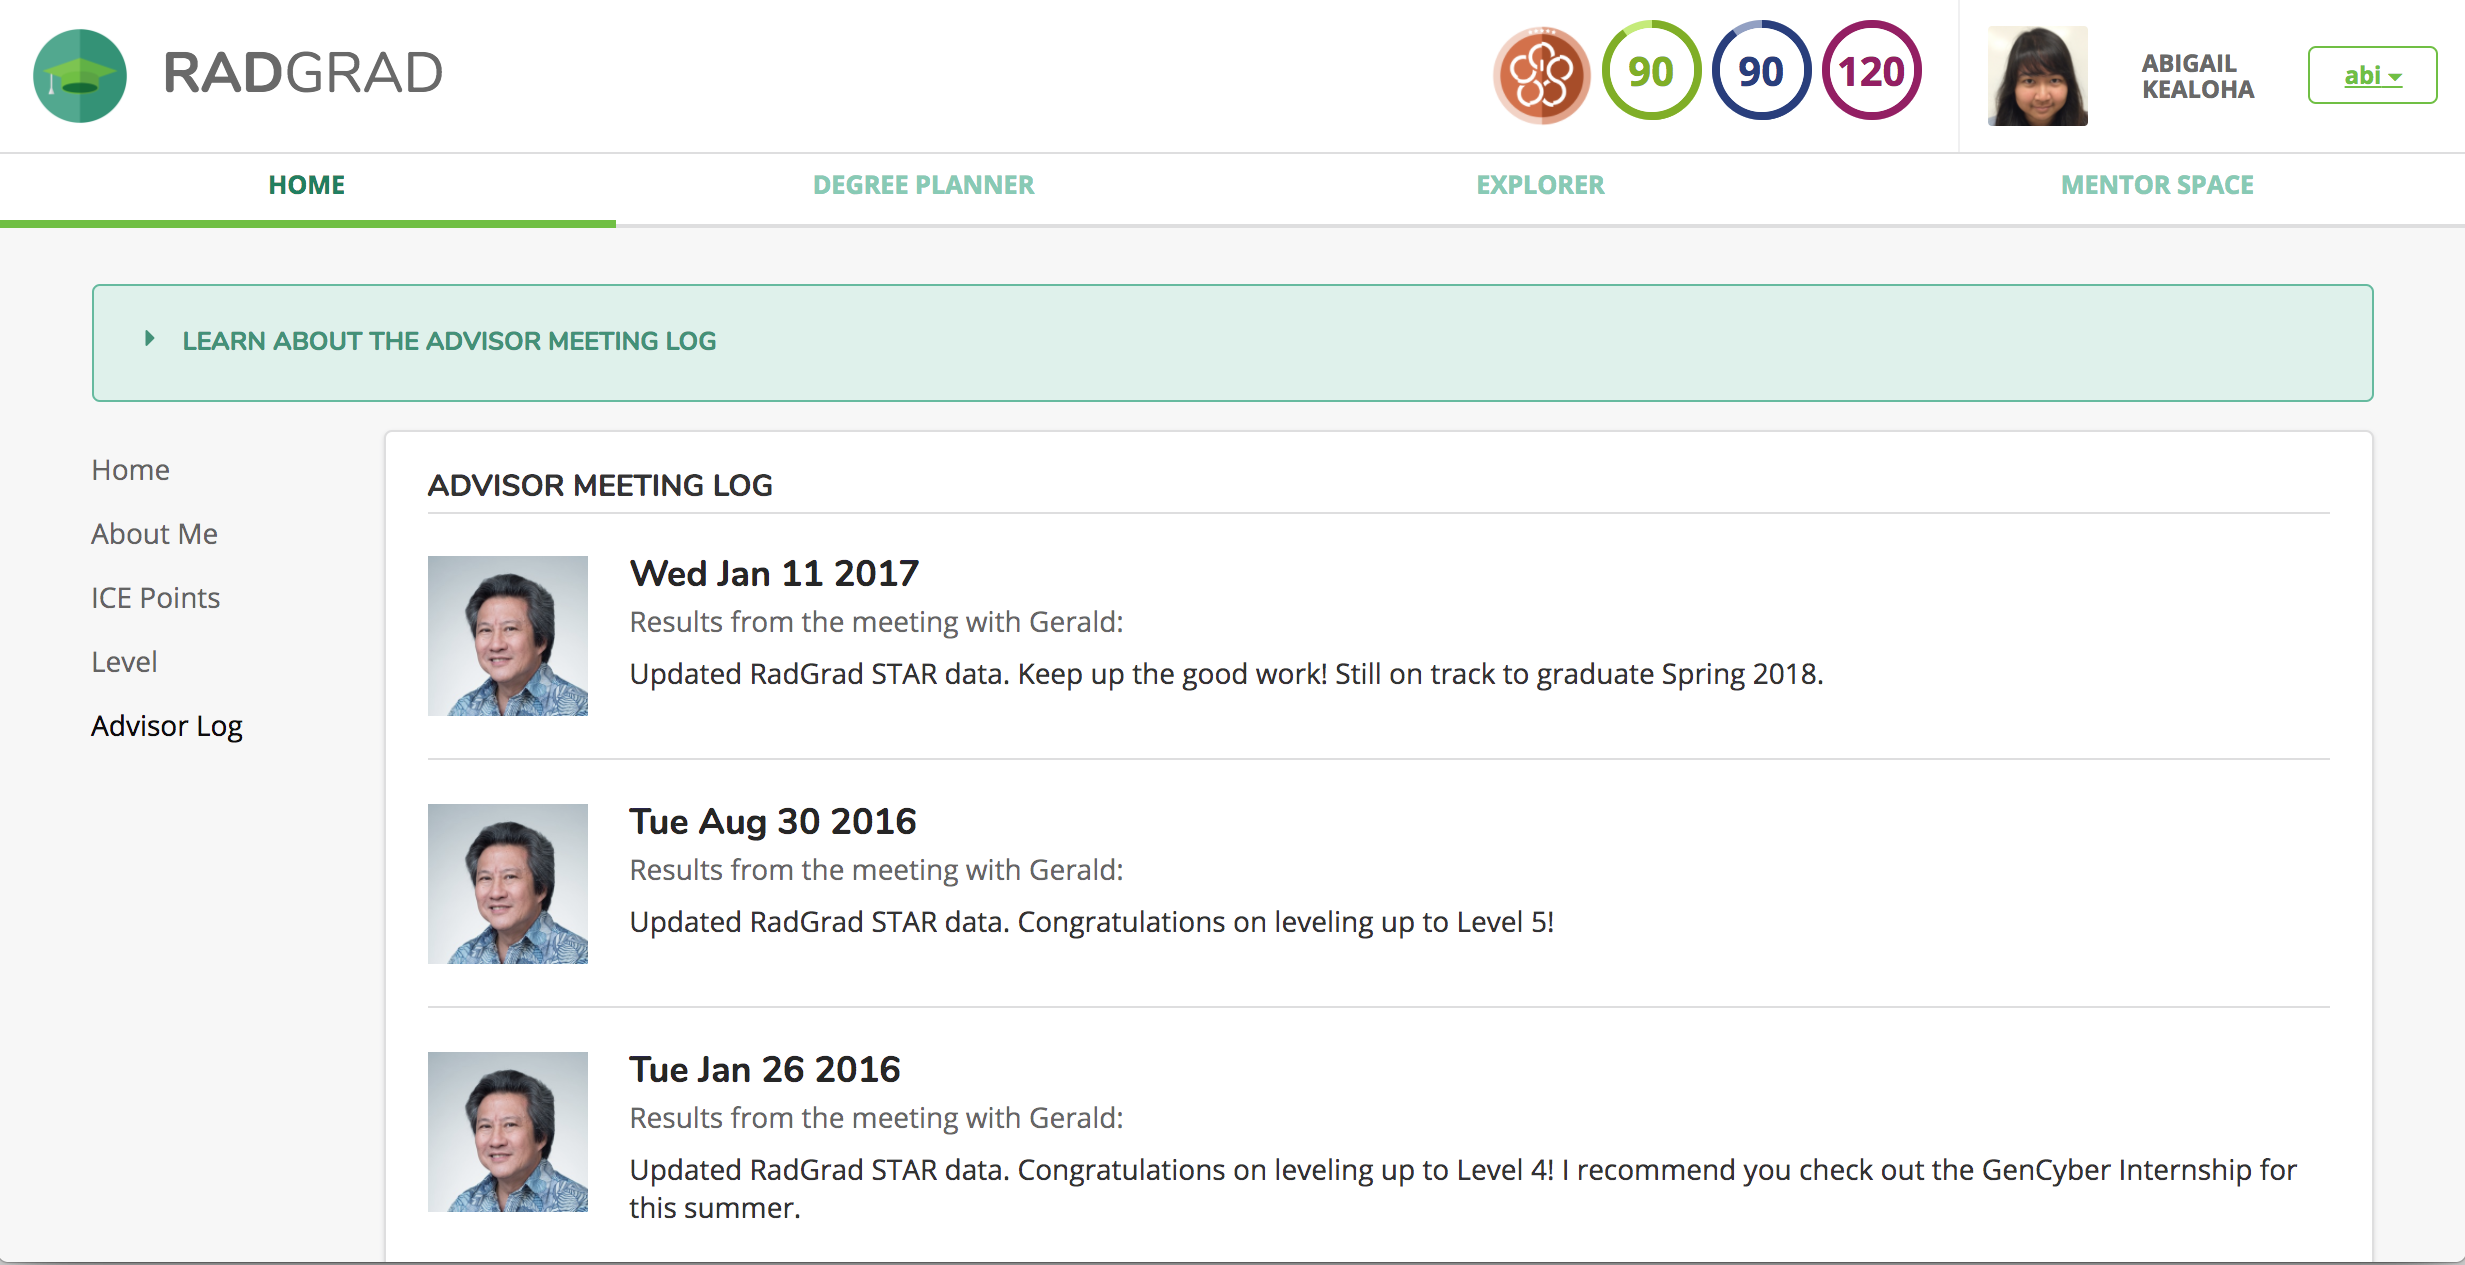 RADGRAD
90
90
120
ABIGAIL
KEALOHA
abi
HOME
DEGREE PLANNER
EXPLORER
MENTOR SPACE
LEARN ABOUT THE ADVISOR MEETING LOG
Home
About Me
ICE Points
Level
Advisor Log
ADVISOR MEETING LOG
Wed Jan 11 2017
Results from the meeting with Gerald:
Updated RadGrad STAR data. Keep up the good work! Still on track to graduate Spring 2018.
Tue Aug 30 2016
Results from the meeting with Gerald:
Updated RadGrad STAR data. Congratulations on leveling up to Level 5!
Tue Jan 26 2016
Results from the meeting with Gerald:
Updated RadGrad STAR data. Congratulations on leveling up to Level 4! I recommend you check out the GenCyber Internship for
this summer.